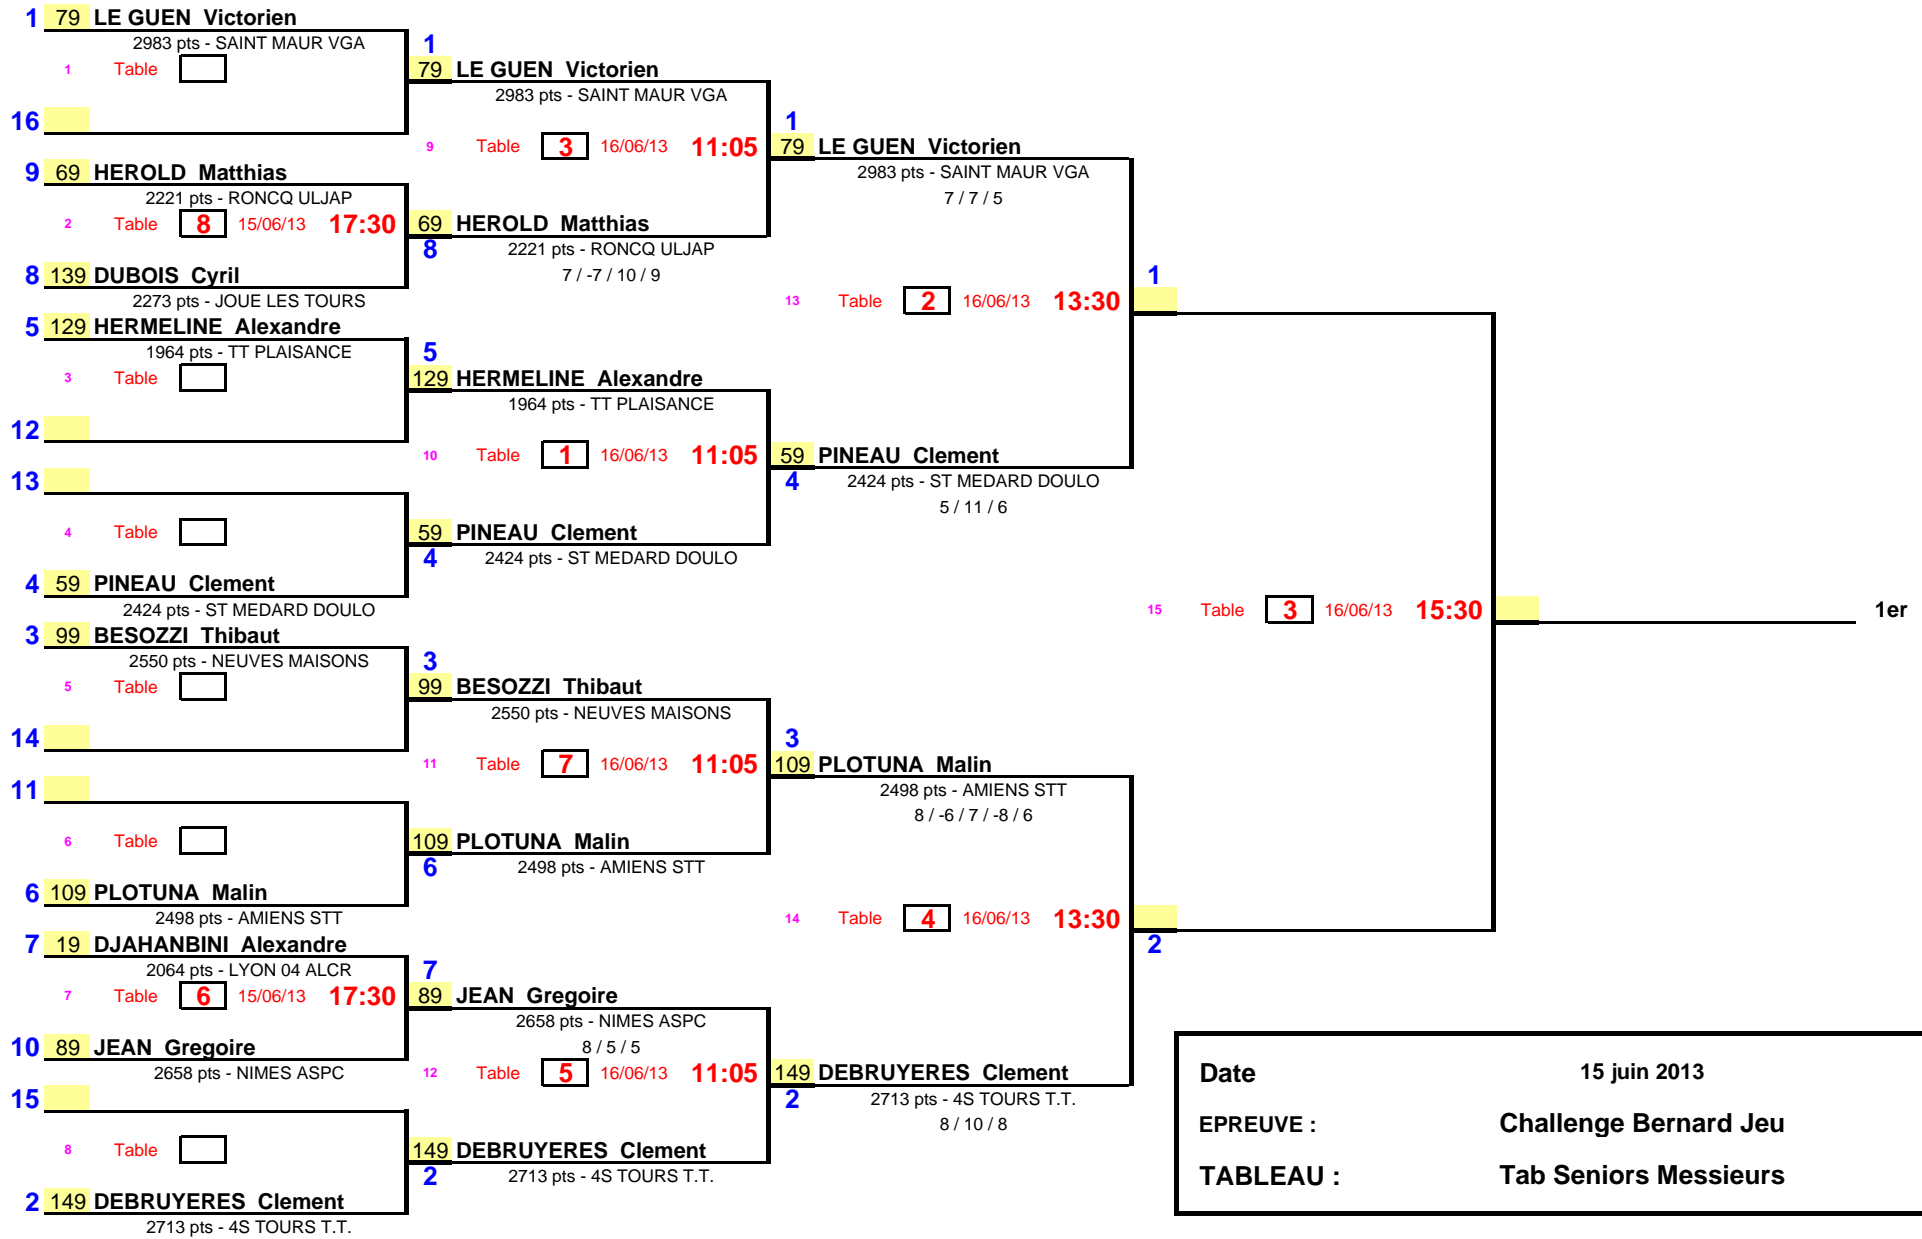 1 79 LE GUEN Victorien
2983 pts - SAINT MAUR VGA
1 Table
16
9 69 HEROLD Matthias
2221 pts - RONCQ ULJAP
2 Table 8 15/06/13 17:30
8 139 DUBOIS Cyril
2273 pts - JOUE LES TOURS
5 129 HERMELINE Alexandre
1964 pts - TT PLAISANCE
3 Table
12
13
4 Table
4 59 PINEAU Clement
2424 pts - ST MEDARD DOULO
3 99 BESOZZI Thibaut
2550 pts - NEUVES MAISONS
5 Table
14
11
6 Table
6 109 PLOTUNA Malin
2498 pts - AMIENS STT
7 19 DJAHANBINI Alexandre
2064 pts - LYON 04 ALCR
7 Table 6 15/06/13 17:30
10 89 JEAN Gregoire
2658 pts - NIMES ASPC
15
8 Table
2 149 DEBRUYERES Clement
2713 pts - 4S TOURS T.T.
1
79 LE GUEN Victorien
2983 pts - SAINT MAUR VGA
9 Table 3 16/06/13 11:05
69 HEROLD Matthias
8
2221 pts - RONCQ ULJAP
7 / -7 / 10 / 9
5
129 HERMELINE Alexandre
1964 pts - TT PLAISANCE
10 Table 1 16/06/13 11:05
59 PINEAU Clement
4
2424 pts - ST MEDARD DOULO
3
99 BESOZZI Thibaut
2550 pts - NEUVES MAISONS
11 Table 7 16/06/13 11:05
109 PLOTUNA Malin
6
2498 pts - AMIENS STT
7
89 JEAN Gregoire
2658 pts - NIMES ASPC
8 / 5 / 5
12 Table 5 16/06/13 11:05
149 DEBRUYERES Clement
2
2713 pts - 4S TOURS T.T.
1
79 LE GUEN Victorien
2983 pts - SAINT MAUR VGA
7 / 7 / 5
13 Table 2 16/06/13 13:30
59 PINEAU Clement
4
2424 pts - ST MEDARD DOULO
5 / 11 / 6
3
109 PLOTUNA Malin
2498 pts - AMIENS STT
8 / -6 / 7 / -8 / 6
14 Table 4 16/06/13 13:30
149 DEBRUYERES Clement
2
2713 pts - 4S TOURS T.T.
8 / 10 / 8
1
15 Table 3 16/06/13 15:30
2
1er
Date 15 juin 2013
EPREUVE : Challenge Bernard Jeu
TABLEAU : Tab Seniors Messieurs